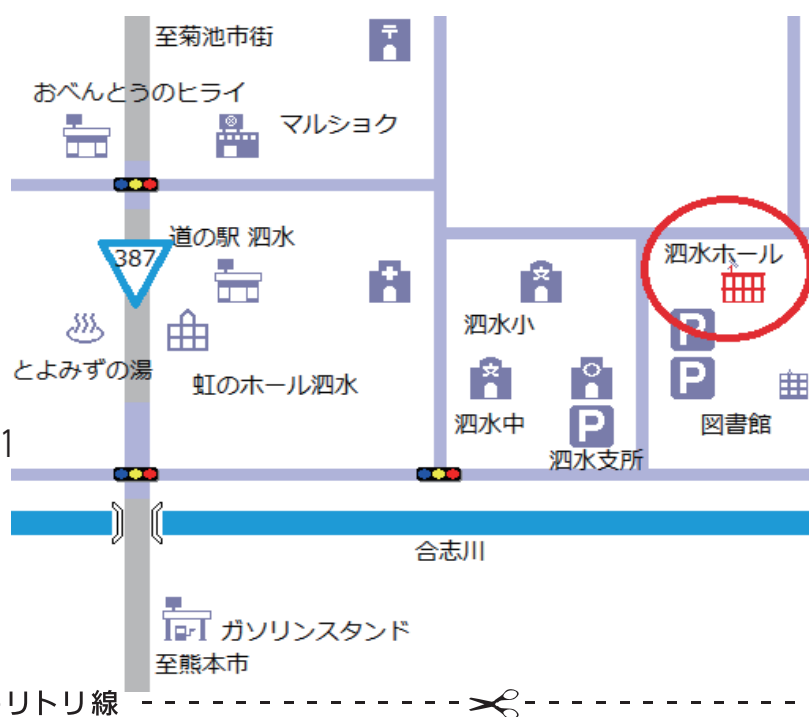 至菊池市街
〒
おべんとうのヒライ
マルショク
道の駅 泗水
387
泗水ホール
泗水小
P
とよみずの湯
虹のホール泗水
文
P
泗水中
泗水支所
P
図書館
1
合志川
ガソリンスタンド
至熊本市
リトリ線